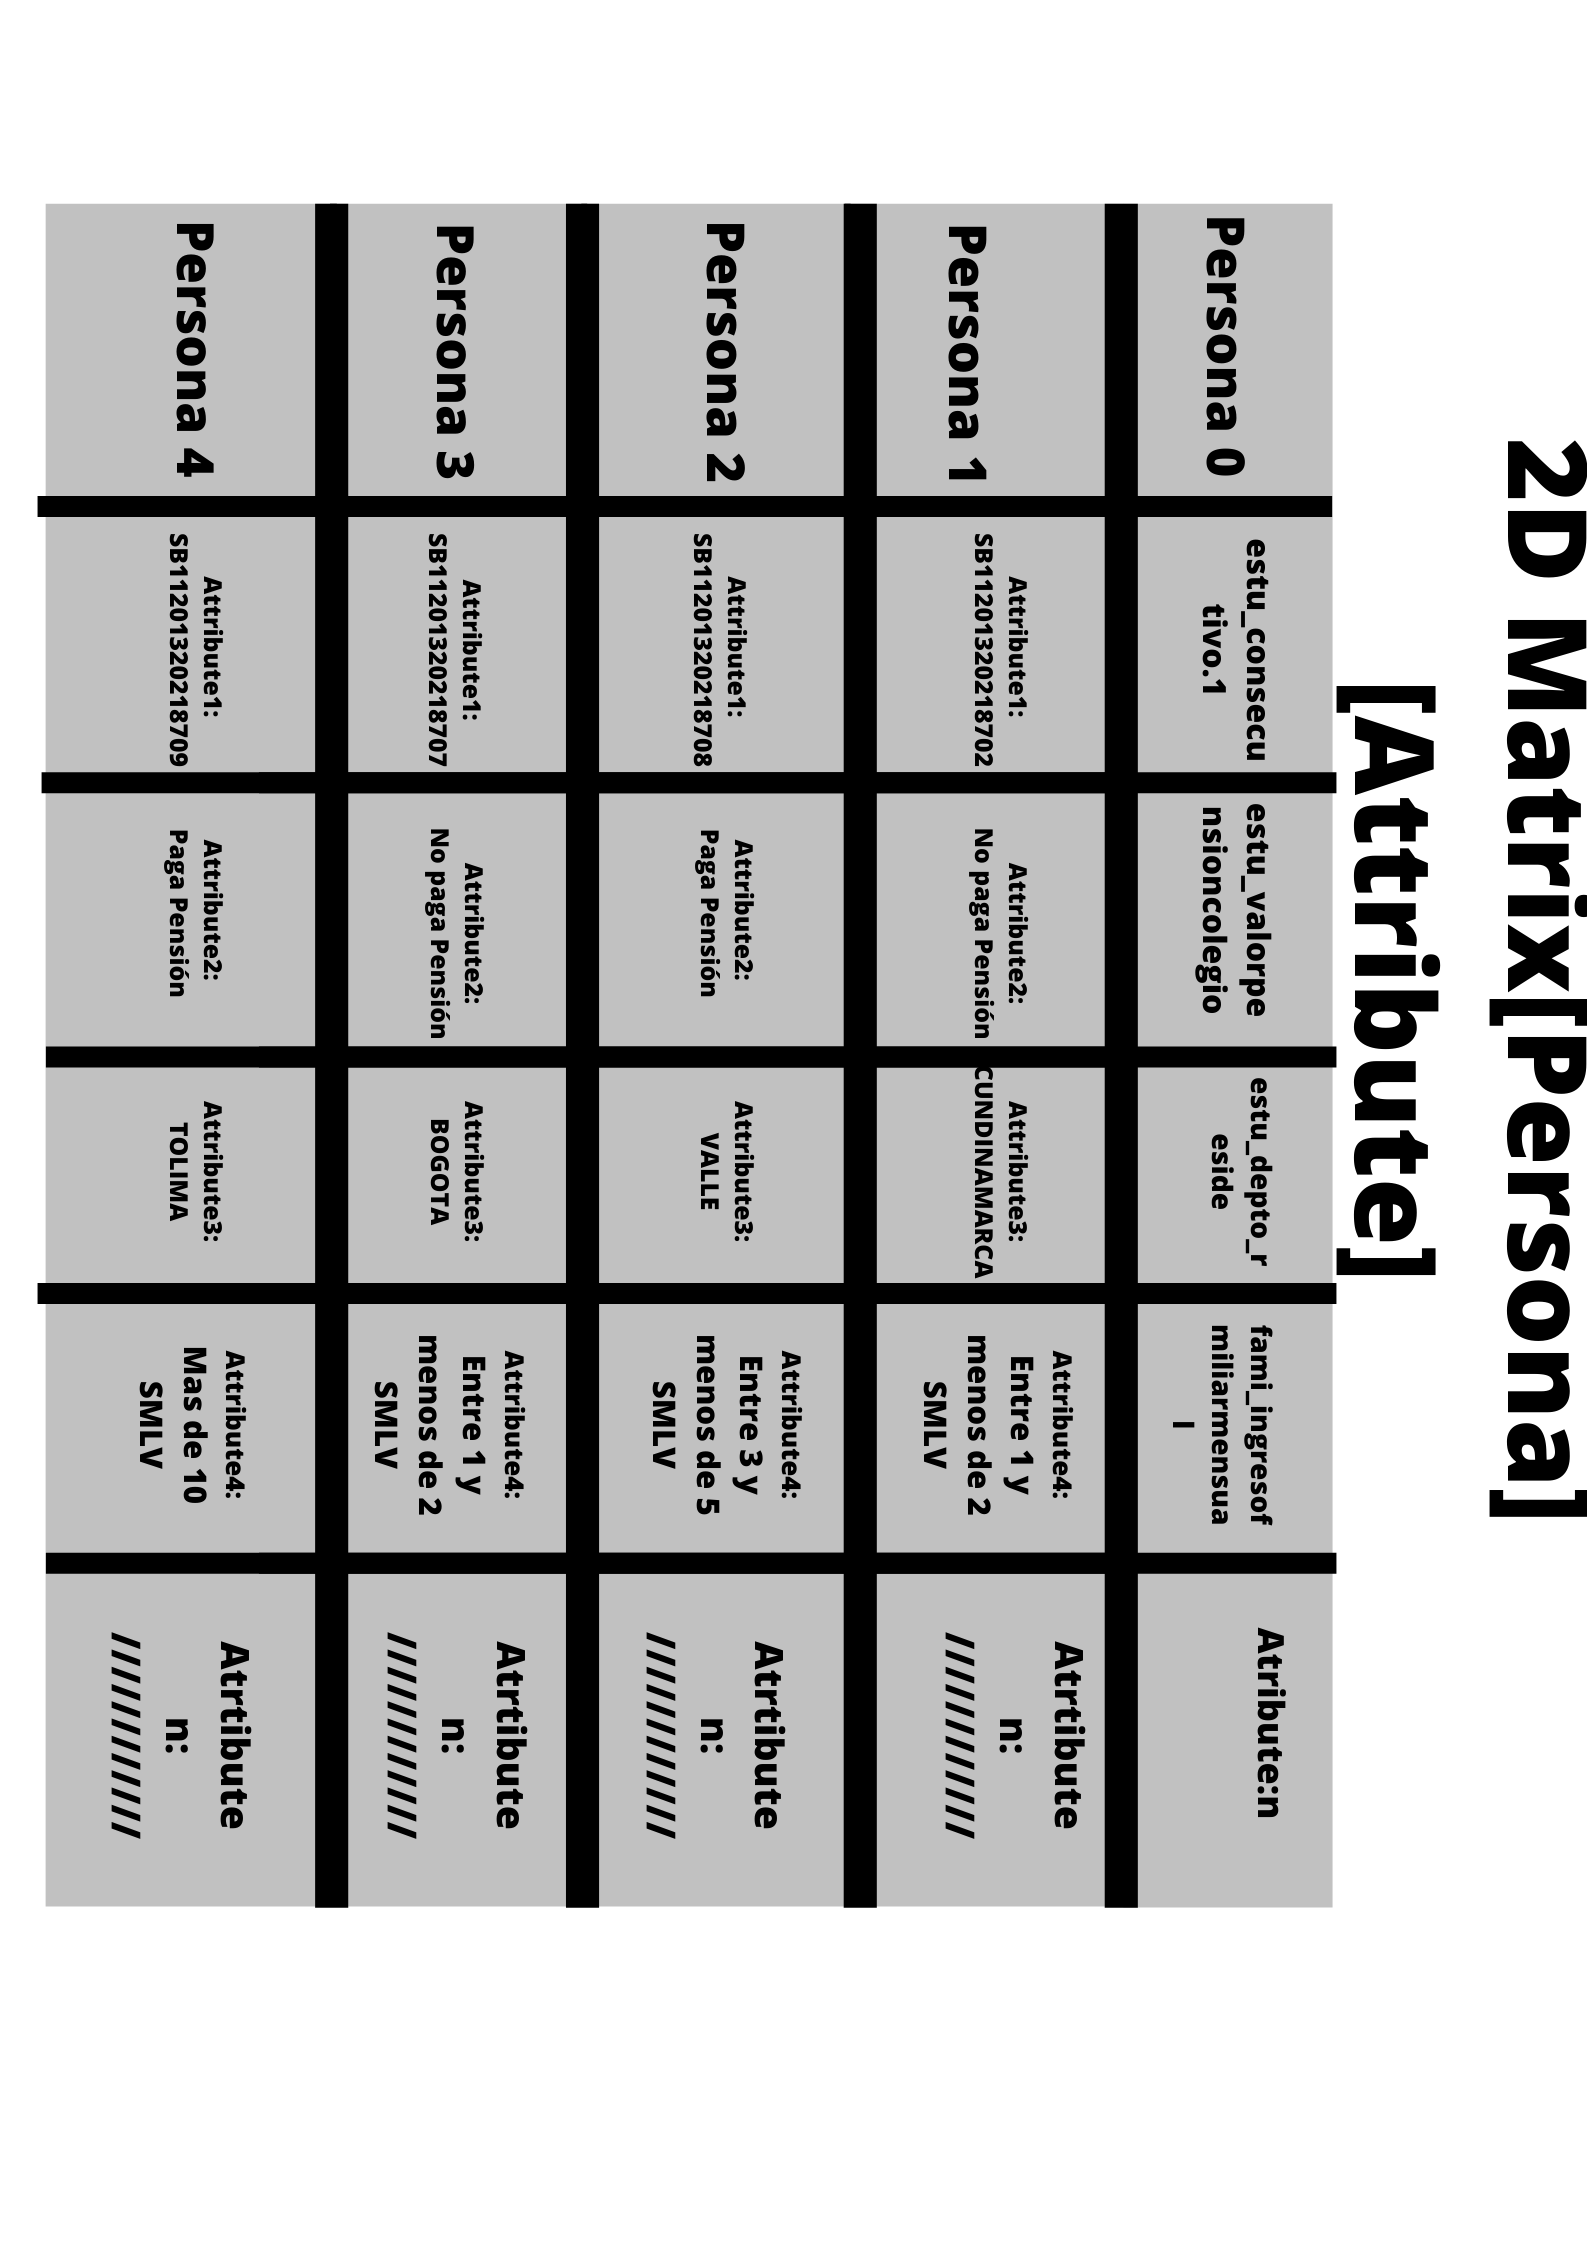 2D Matrix[Persona]
[Attribute]
Persona 0
estu_consecu
tivo.1
estu_valorpe
nsioncolegio
estu_depto_r
eside
fami_ingresof
miliarmensua
l
Atribute:n
Persona 1
Attribute1:
SB11201320218702
Attribute2:
No paga Pensión
Attribute3:
CUNDINAMARCA
Attribute4:
Entre 1 y
menos de 2
SMLV
Atrtibute
n:
////////////////
Persona 2
Attribute1:
SB11201320218708
Attribute2:
Paga Pensión
Attribute3:
VALLE
Attribute4:
Entre 3 y
menos de 5
SMLV
Atrtibute
n:
////////////////
Persona 3
Attribute1:
SB11201320218707
Attribute2:
No paga Pensión
Attribute3:
BOGOTA
Attribute4:
Entre 1 y
menos de 2
SMLV
Atrtibute
n:
////////////////
Persona 4
Attribute1:
SB11201320218709
Attribute2:
Paga Pensión
Attribute3:
TOLIMA
Attribute4:
Mas de 10
SMLV
Atrtibute
n:
////////////////